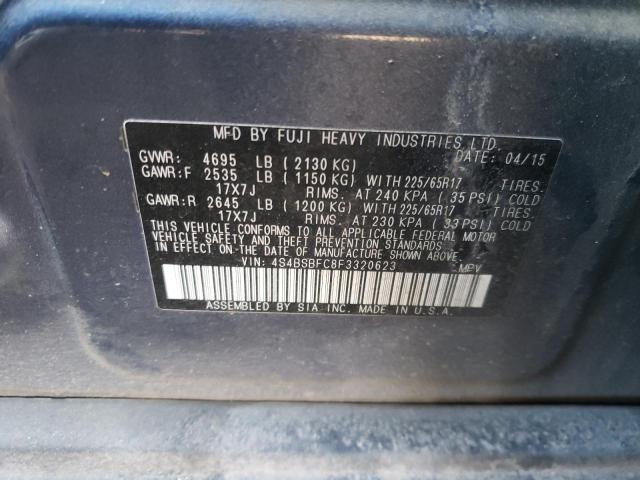 MFD BY FUJI HEAVY INDUSTRIES LTD.
GVWR: 4695 LB (2130 KG) DATE: 04/15
GAWR:F 2535 LB (1150 KG) WITH 225/65R17 TIRES.
17X7J RIMS. AT 240 KPA (35 PSI) COLD
GAWR:R 2645 LB (1200 KG) WITH 225/65R17 TIRES.
17X7J RIMS. AT 230 KPA (33 PSI) COLD
THIS VEHICLE CONFORMS TO ALL APPLICABLE FEDERAL MOTOR
VEHICLE SAFETY, BUMPER, AND THEFT PREVENTION STANDARDS
IN EFFECT ON THE DATE OF MANUFACTURE SHOWN ABOVE.
VIN: 4S4BSBFC8F3320623 MPV
ASSEMBLED BY SIA INC. MADE IN U.S.A.